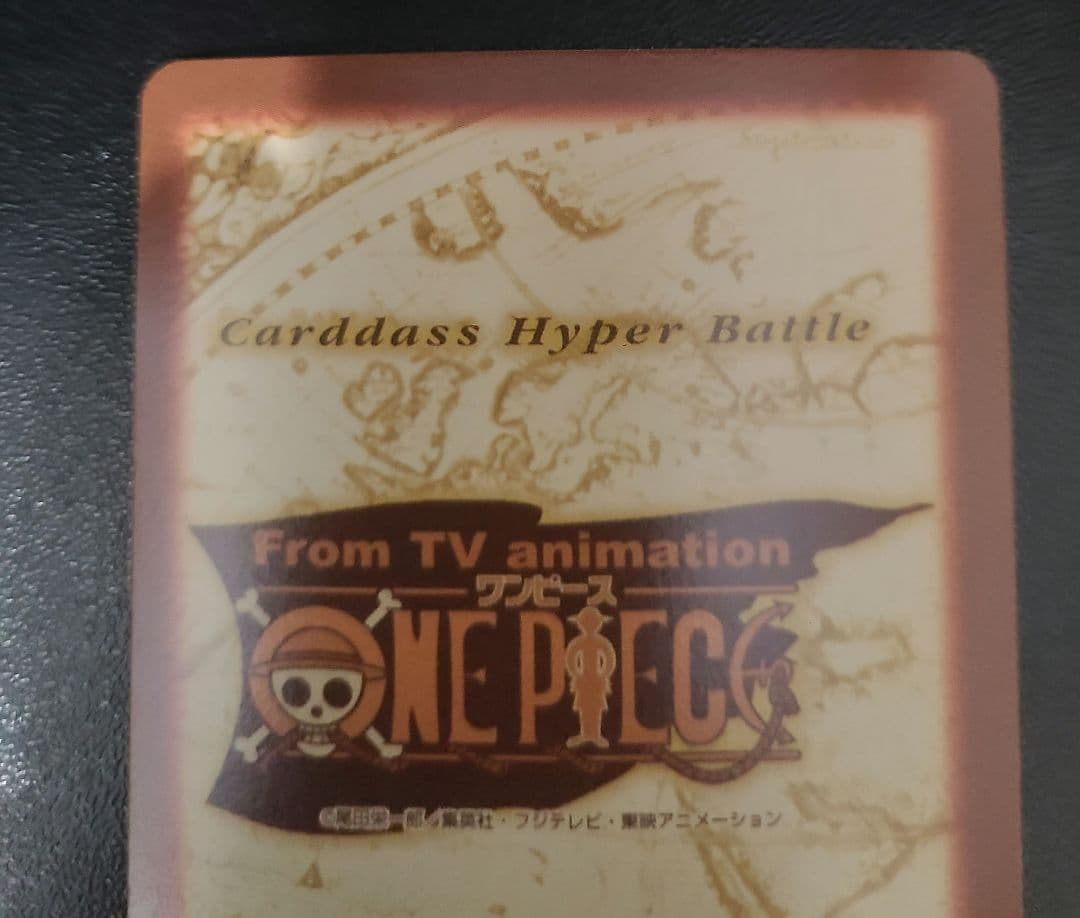 Carddass Hyper Battle
From TV animation
ワンピース
ONE PIECE
©尾田栄一郎・集英社・フジテレビ・東映アニメーション